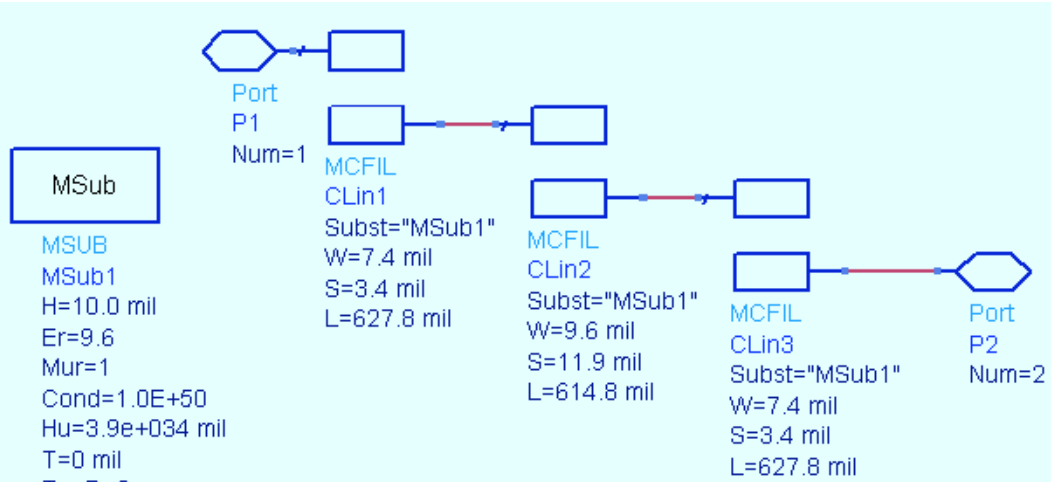 Port
P1
Num=1
MSub
MSUB
MSub1
H=10.0 mil
Er=9.6
Mur=1
Cond=1.0E+50
Hu=3.9e+034 mil
T=0 mil
MCFIL
CLin1
Subst="MSub1"
W=7.4 mil
S=3.4 mil
L=627.8 mil
MCFIL
CLin2
Subst="MSub1"
W=9.6 mil
S=11.9 mil
L=614.8 mil
MCFIL
CLin3
Subst="MSub1"
W=7.4 mil
S=3.4 mil
L=627.8 mil
Port
P2
Num=2